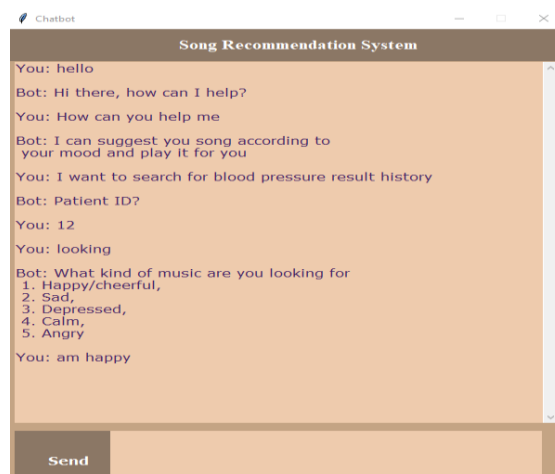 Chatbot
Song Recommendation System
You: hello
Bot: Hi there, how can I help?
You: How can you help me
Bot: I can suggest you song according to
your mood and play it for you
You: I want to search for blood pressure result history
Bot: Patient ID?
You: 12
You: looking
Bot: What kind of music are you looking for
1. Happy/cheerful,
2. Sad,
3. Depressed,
4. Calm,
5. Angry
You: am happy
Send